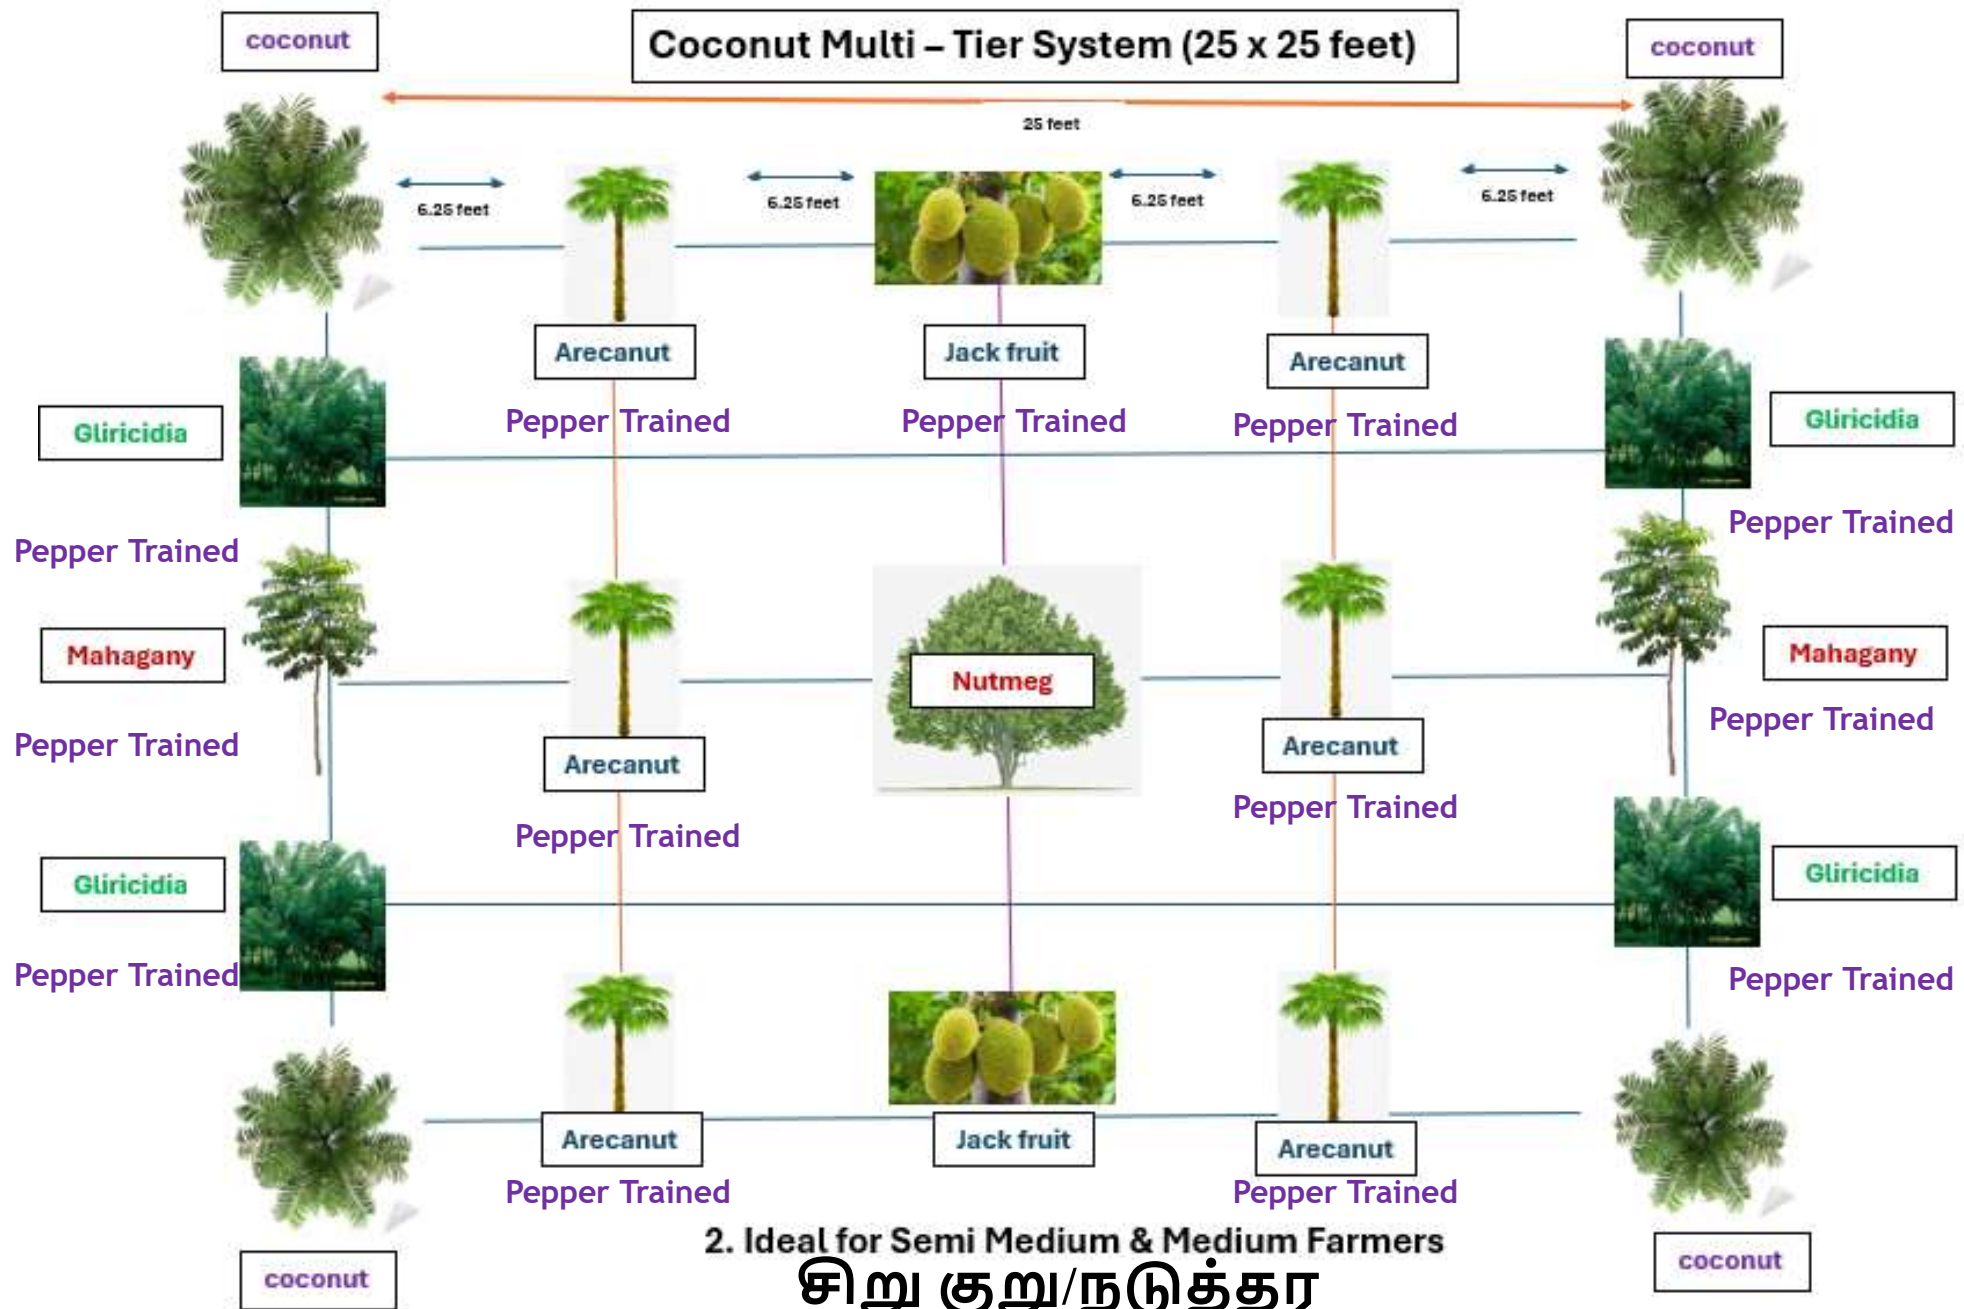 coconut
Coconut Multi – Tier System (25 x 25 feet)
coconut
25 feet
6.25 feet
6.25 feet
6.25 feet
6.25 feet
Arecanut
Jack fruit
Arecanut
Pepper Trained
Pepper Trained
Pepper Trained
Gliricidia
Gliricidia
Pepper Trained
Pepper Trained
Mahagany
Nutmeg
Mahagany
Pepper Trained
Pepper Trained
Arecanut
Arecanut
Pepper Trained
Pepper Trained
Gliricidia
Gliricidia
Pepper Trained
Pepper Trained
Arecanut
Jack fruit
Arecanut
Pepper Trained
Pepper Trained
2. Ideal for Semi Medium & Medium Farmers
சிறு குறு/நடுத்தர
coconut
coconut